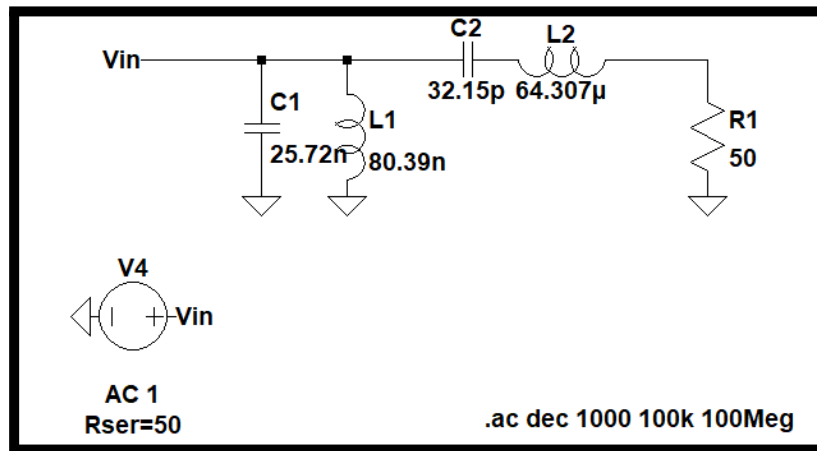 Vin
C1
25.72n
L1
80.39n
C2
32.15p
L2
64.307µ
R1
50
V4
Vin
AC 1
Rser=50
.ac dec 1000 100k 100Meg